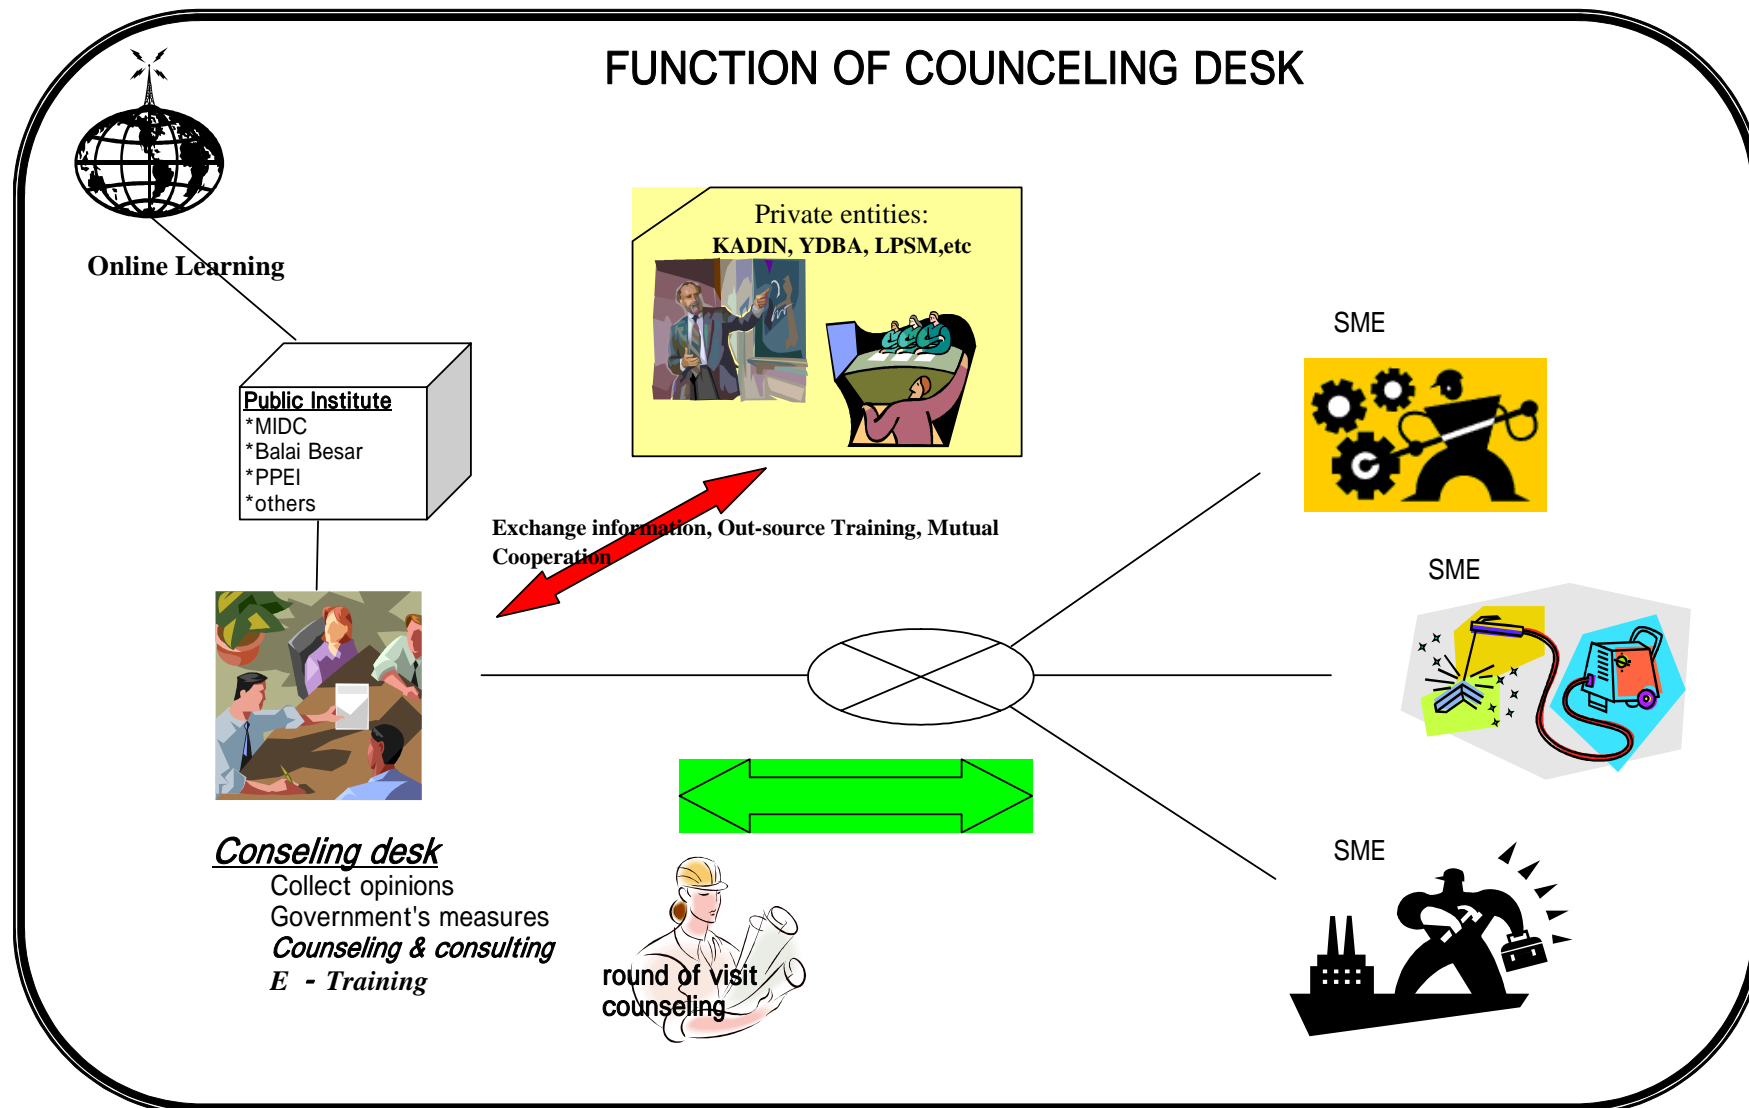 FUNCTION OF COUNCELING DESK
Online Learning
Private entities:
KADIN, YDBA, LPSM,etc
Public Institute
*MIDC
*Balai Besar
*PPEI
*others
Exchange information, Out-source Training, Mutual
Cooperation
SME
SME
SME
Conseling desk
Collect opinions
Government's measures
Counseling & consulting
E - Training
round of visit
counseling